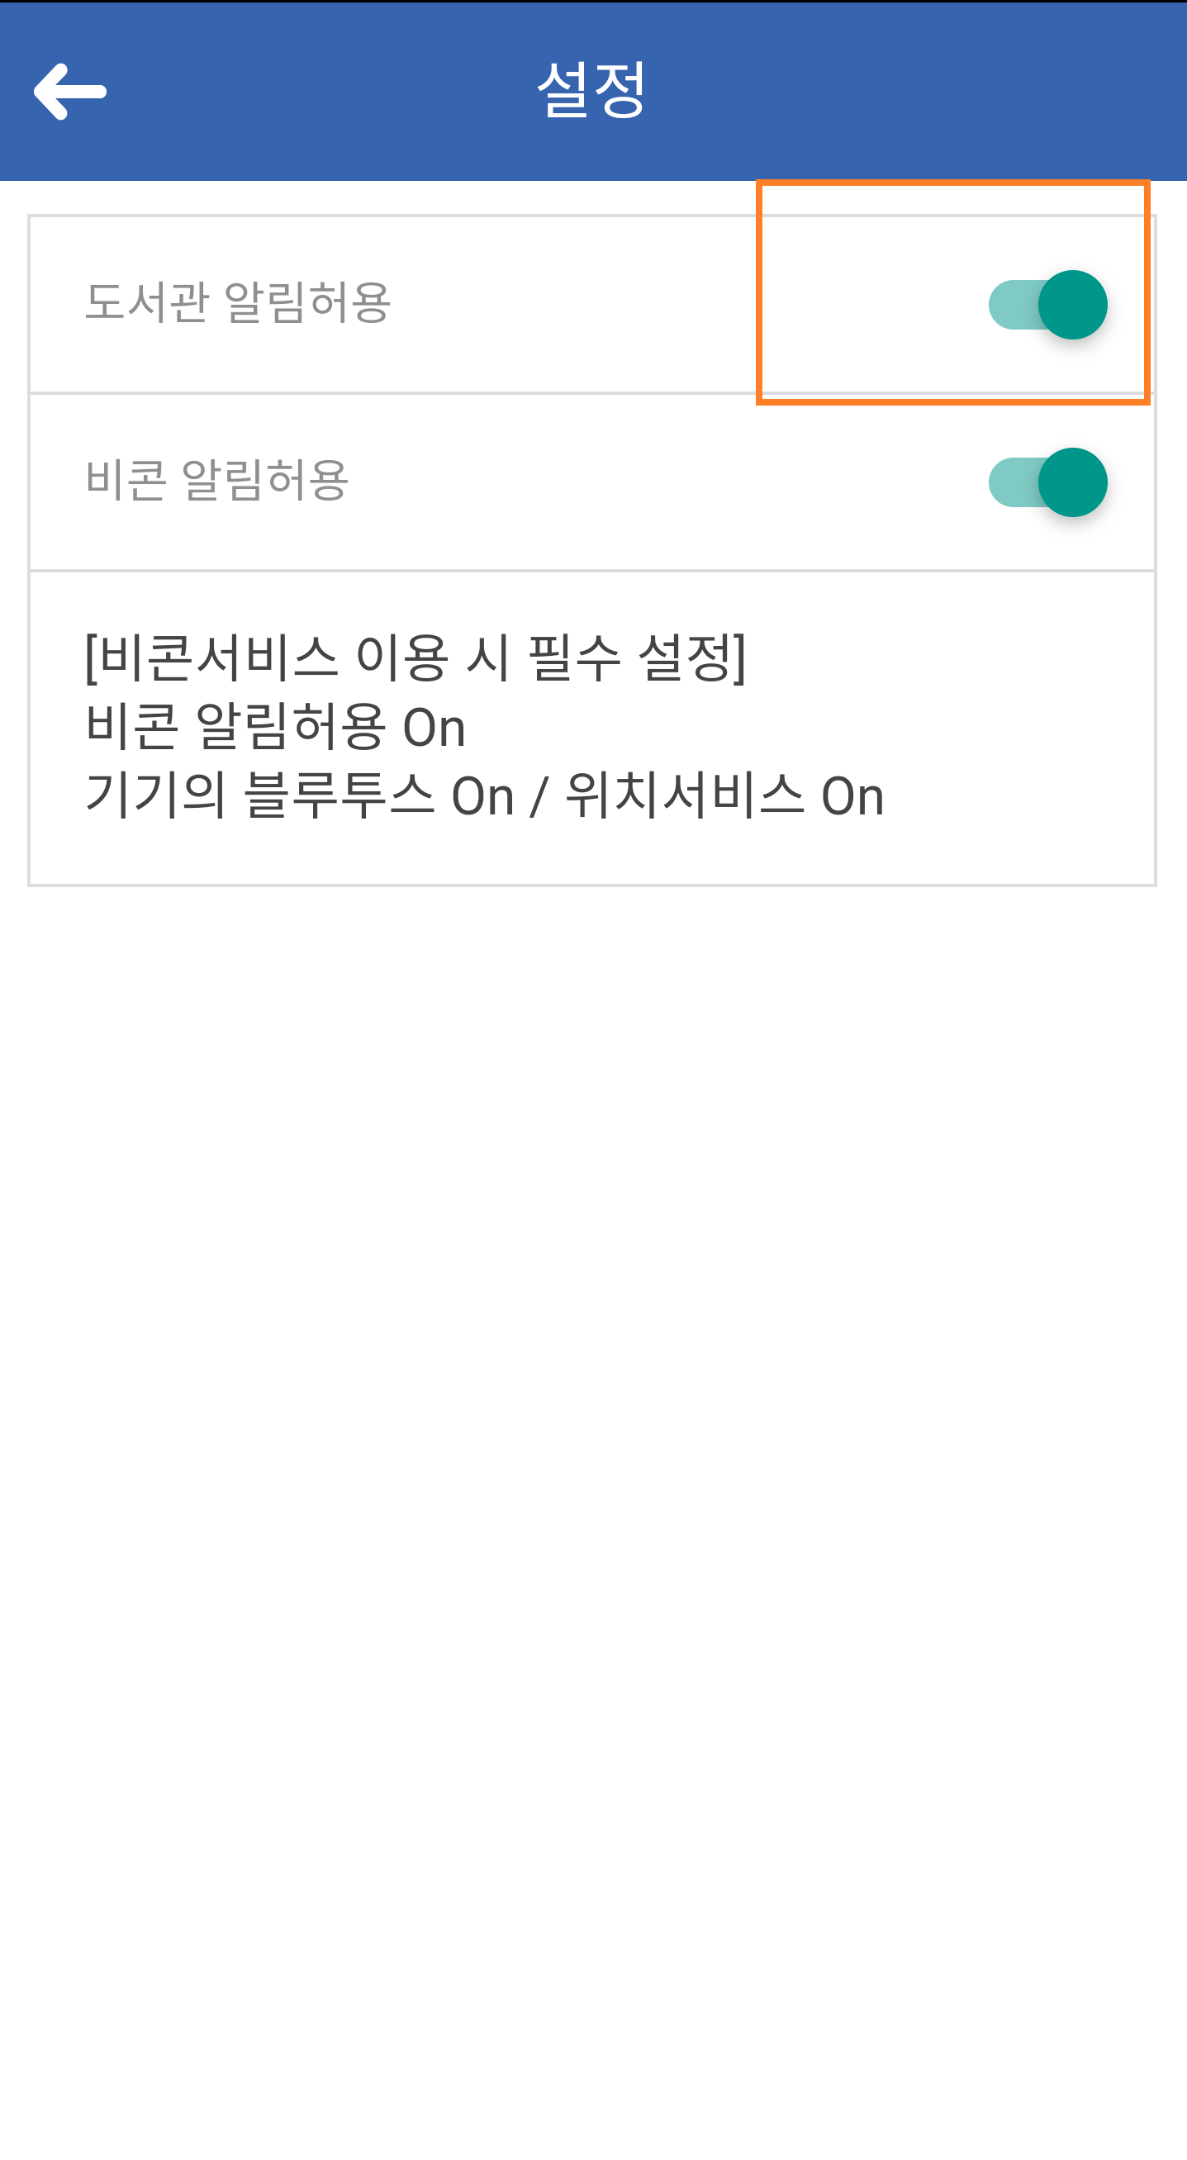 설정
도서관 알림허용
비콘 알림허용
[비콘서비스 이용 시 필수 설정]
비콘 알림허용 On
기기의 블루투스 On / 위치서비스 On